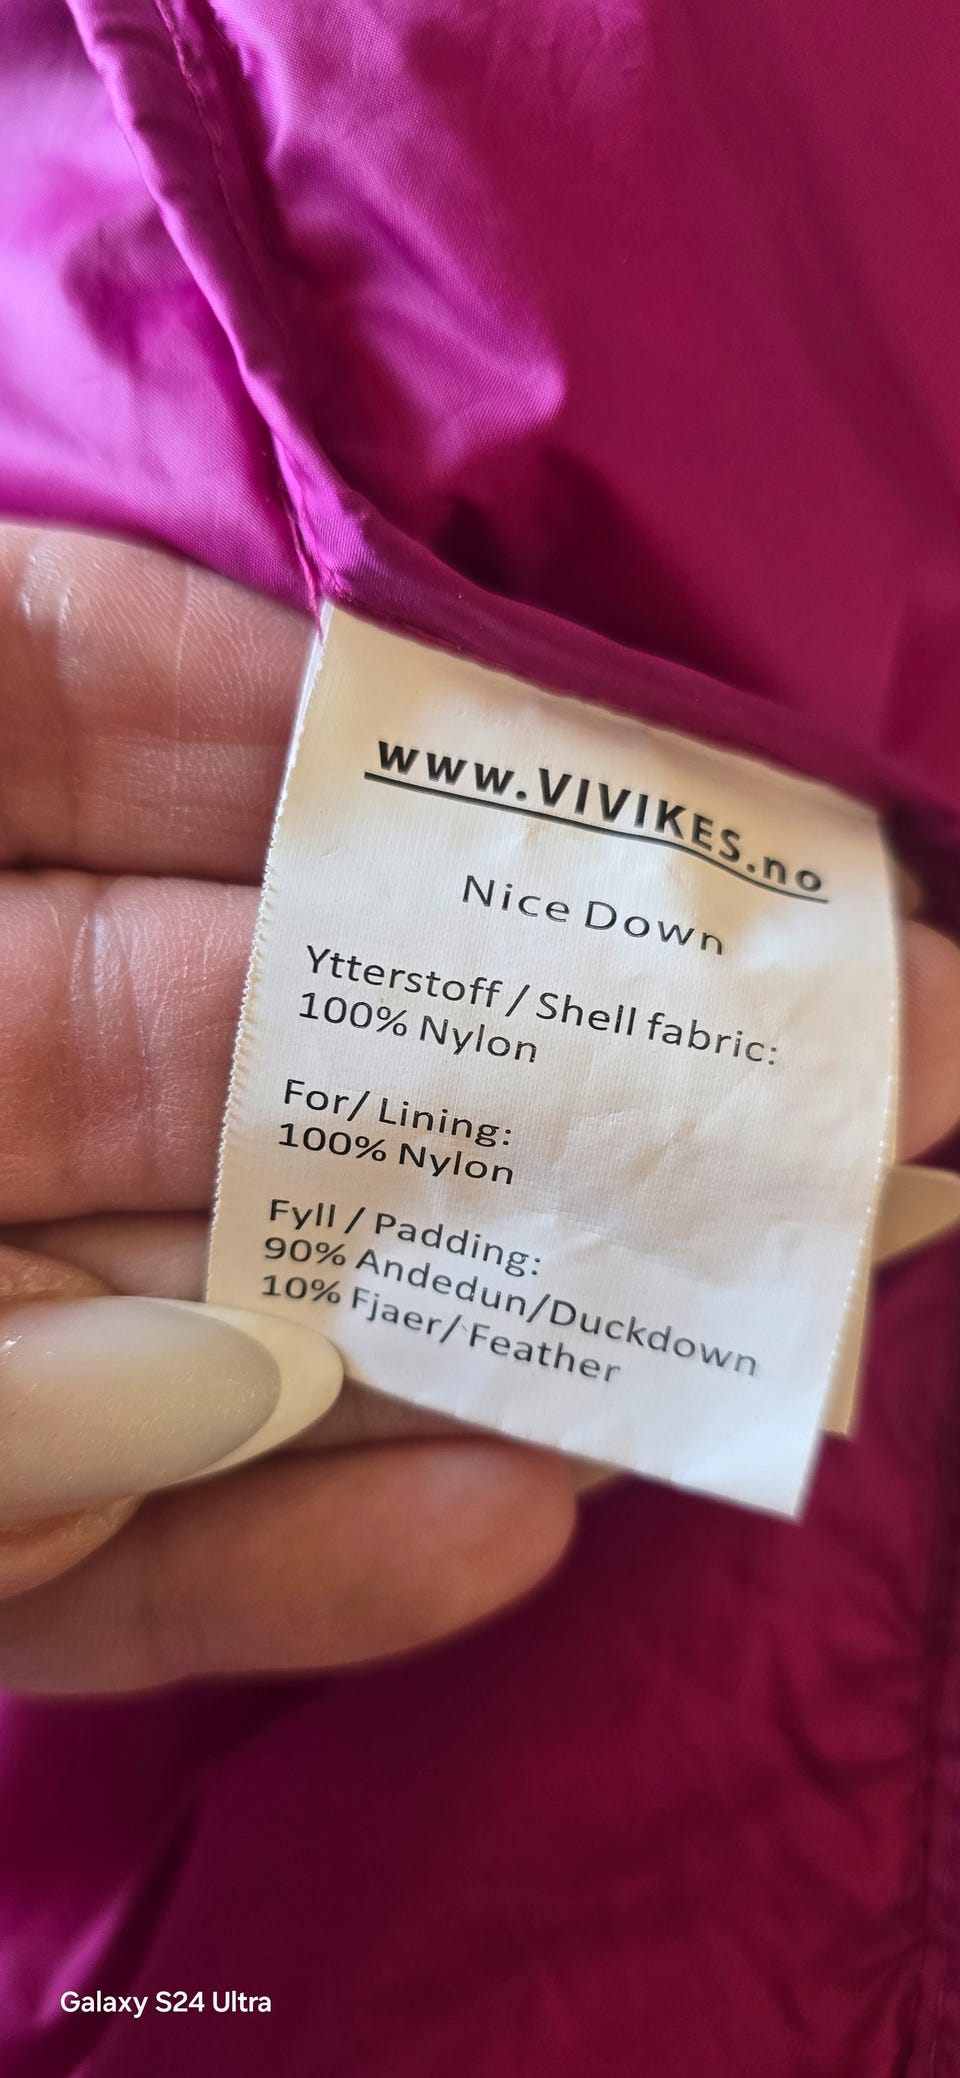 www.VIVIKES.no
Nice Down
Ytterstoff / Shell fabric:
100% Nylon
For/ Lining:
100% Nylon
Fyll / Padding:
90% Andedun/Duckdown
10% Fjaer/ Feather
Galaxy S24 Ultra